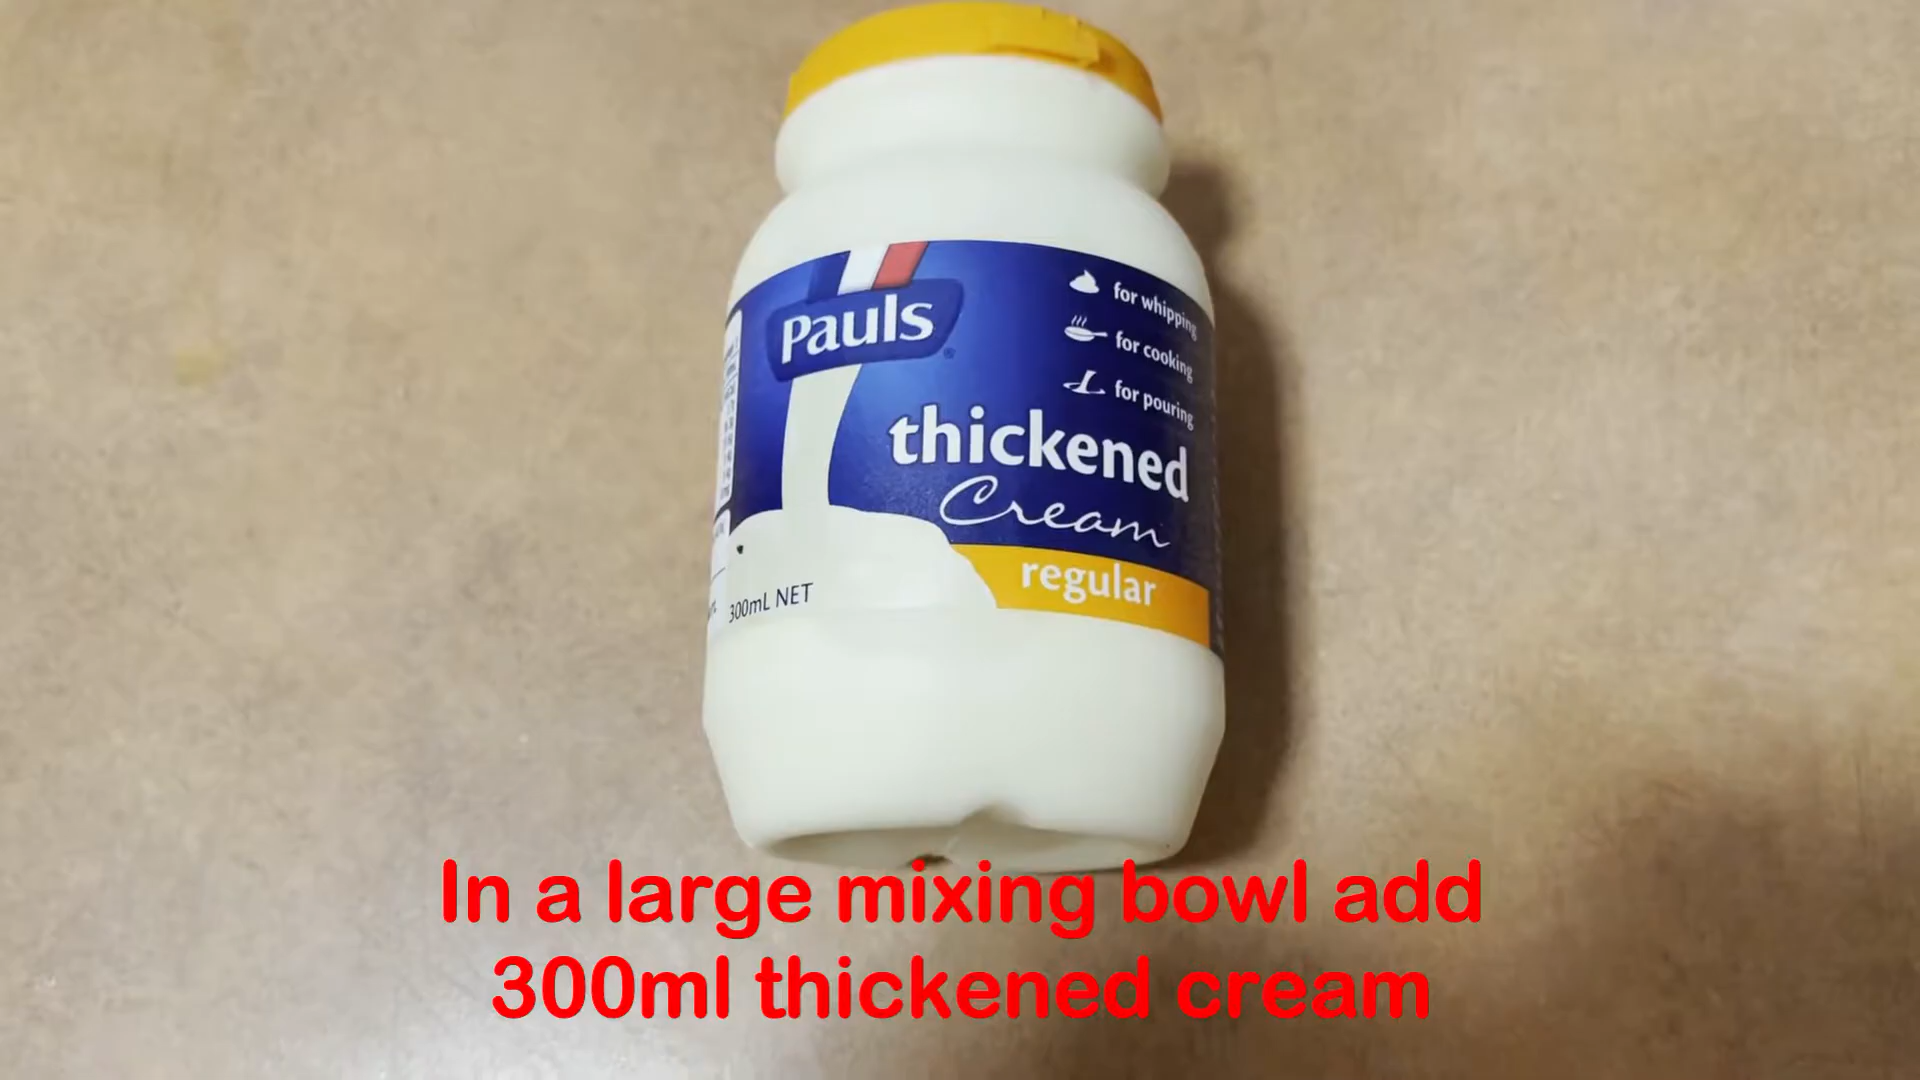 Pauls
for whipping
for cooking
for pouring
thickened
Cream
regular
300mL NET
In a large mixing bowl add
300ml thickened cream